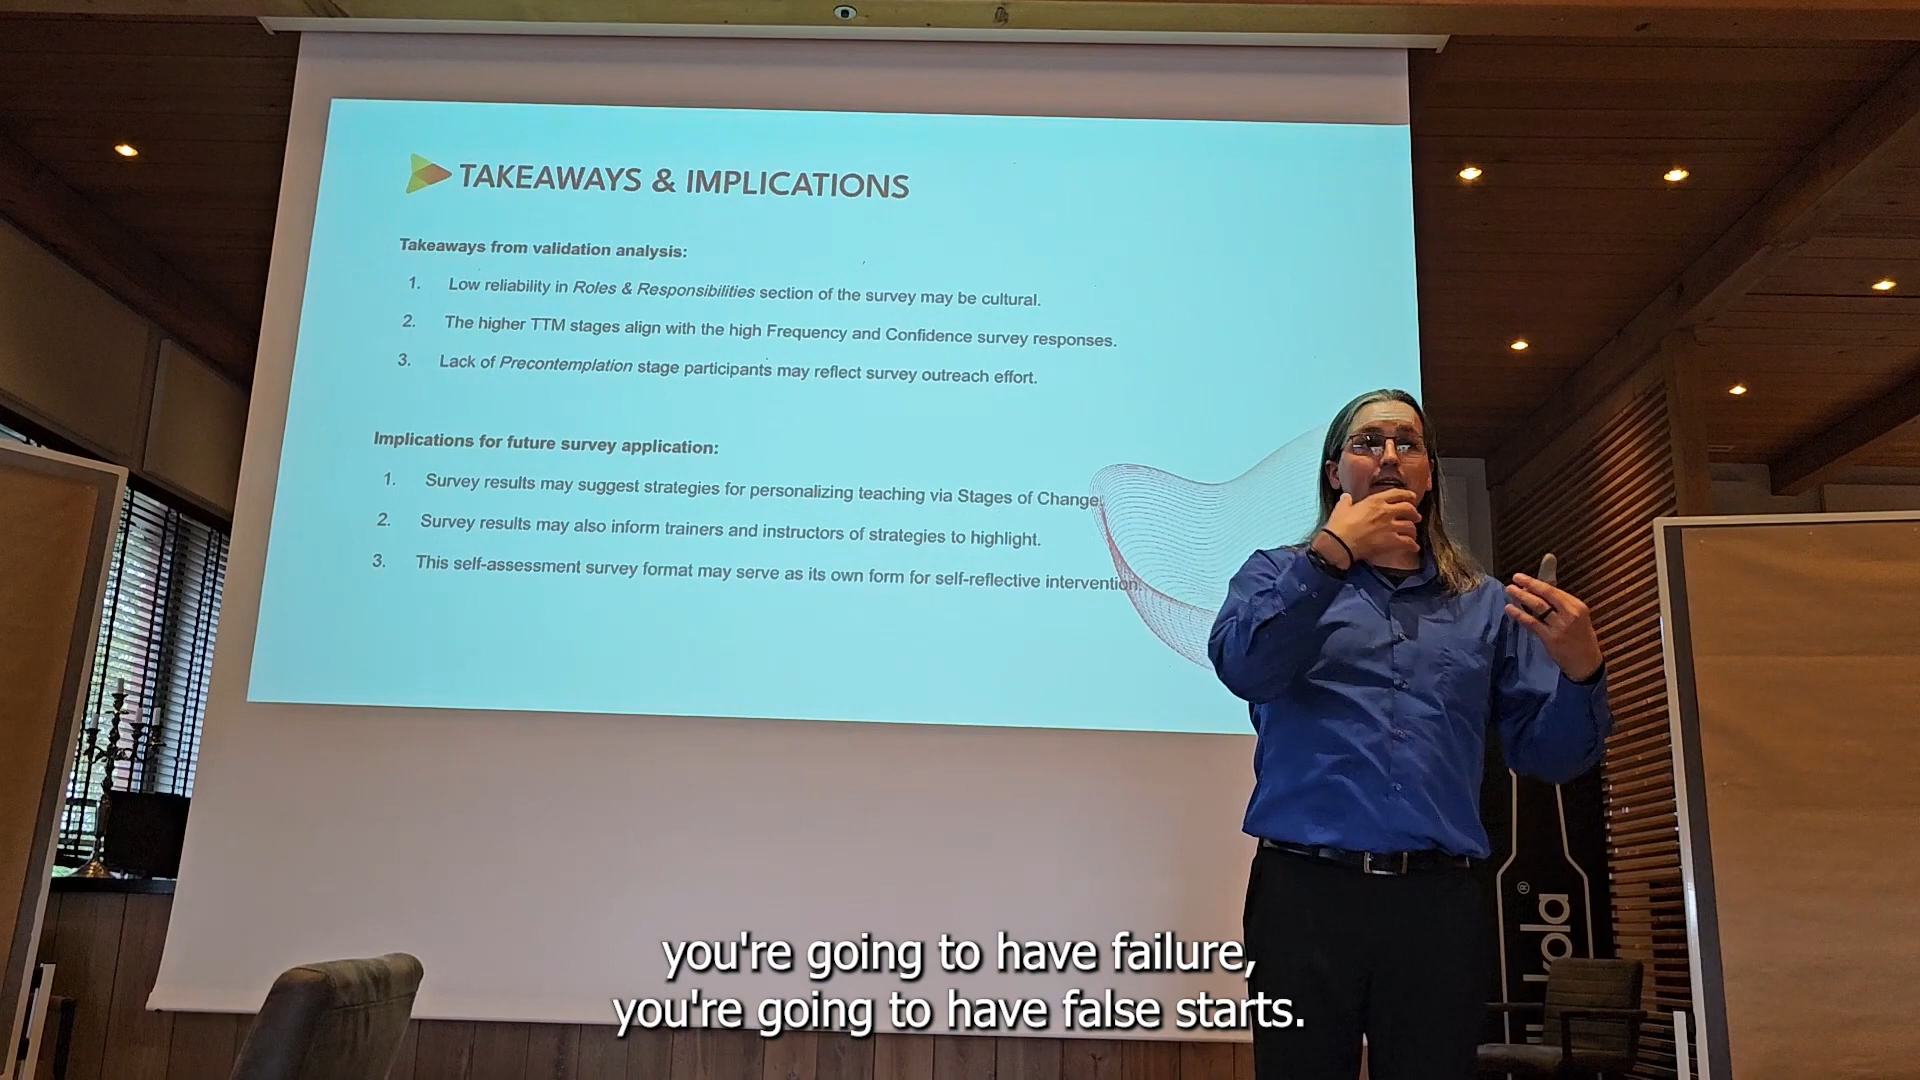 TAKEAWAYS & IMPLICATIONS
Takeaways from validation analysis:
1. Low reliability in Roles & Responsibilities section of the survey may be cultural.
2. The higher TTM stages align with the high Frequency and Confidence survey responses.
3. Lack of Precontemplation stage participants may reflect survey outreach effort.
Implications for future survey application:
1. Survey results may suggest strategies for personalizing teaching via Stages of Change.
2. Survey results may also inform trainers and instructors of strategies to highlight.
3. This self-assessment survey format may serve as its own form for self-reflective intervention.
you're going to have failure,
you're going to have false starts.